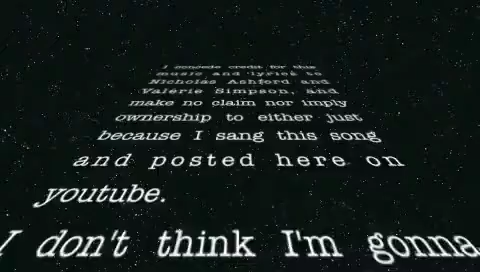 I concede credit for this
music and lyrics to
Nicholas Ashford and
Valerie Simpson, and
make no claim nor imply
ownership to either just
because I sang this song
and posted here on
youtube.
I don't think I'm gonna